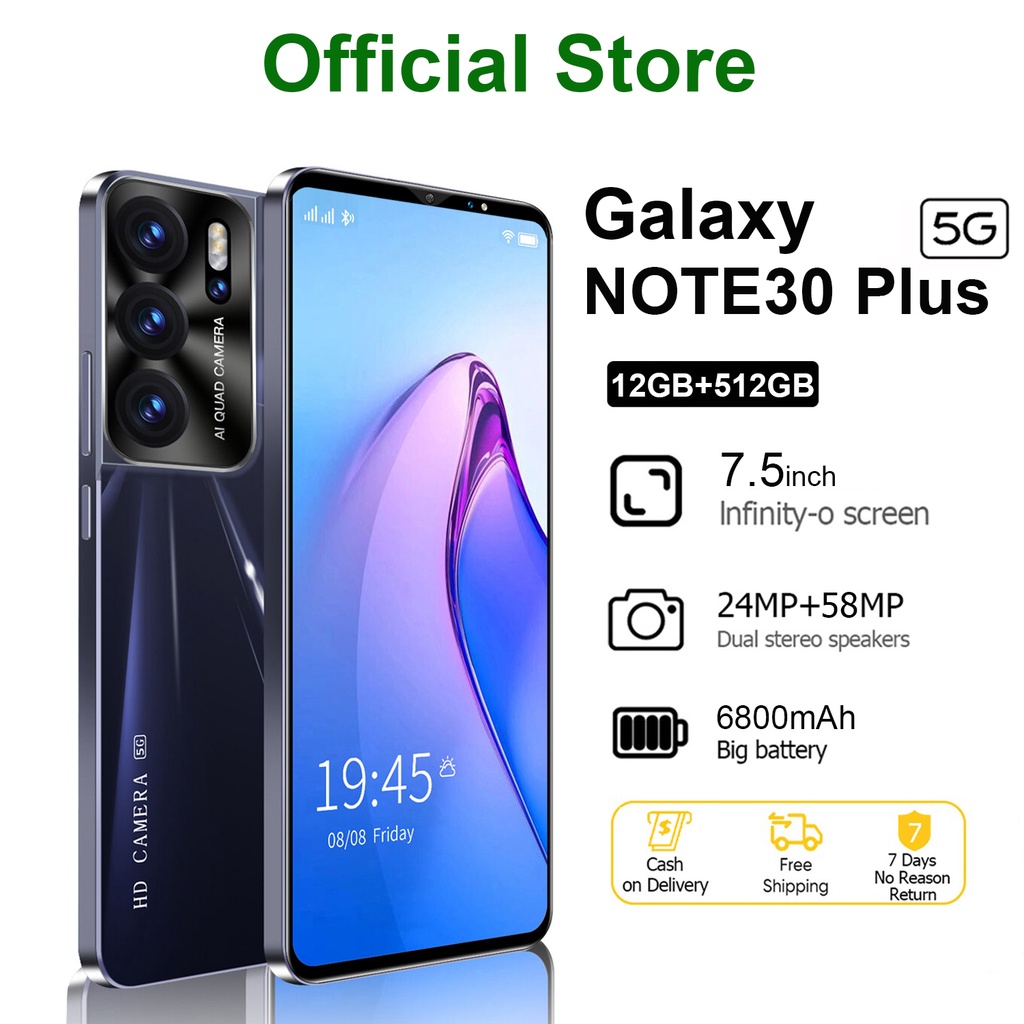 Official Store
Galaxy
5G
NOTE30 Plus
12GB+512GB
7.5inch
Infinity-o screen
24MP+58MP
Dual stereo speakers
6800mAh
Big battery
Cash
on Delivery
Free
Shipping
7
7 Days
No Reason
Return
AI QUAD CAMERA
HD CAMERA 5G
19:45
08/08 Friday